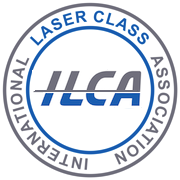 INTERNATIONAL LASER CLASS ASSOCIATION
ILCA